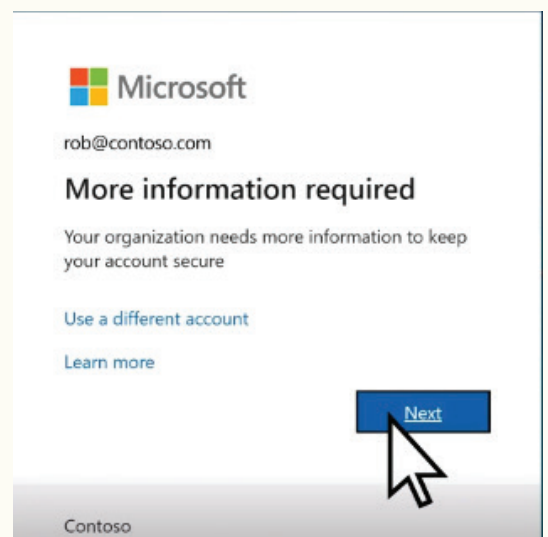 Microsoft
rob@contoso.com
More information required
Your organization needs more information to keep
your account secure
Use a different account
Learn more
Next
Contoso